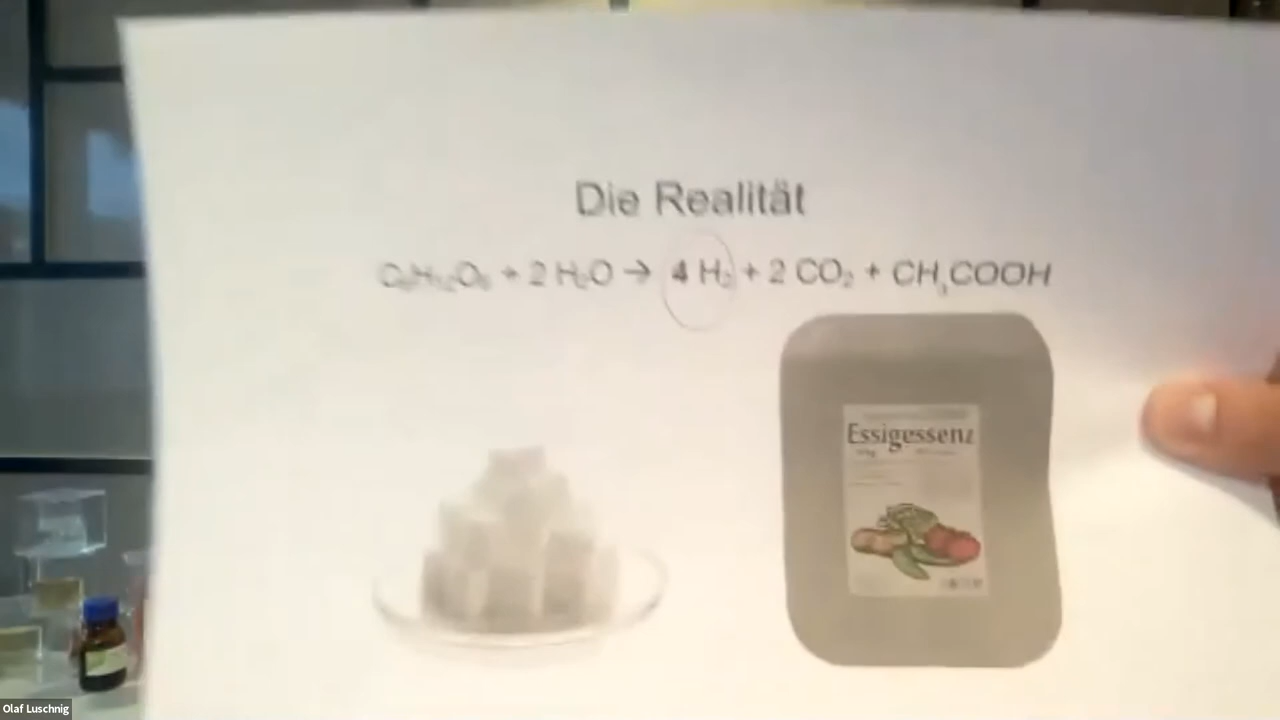 Die Realität
C₆H₁₂O₆ + 2 H₂O → 4 H₂ + 2 CO₂ + CH₃COOH
Essigessenz
Olaf Luschnig